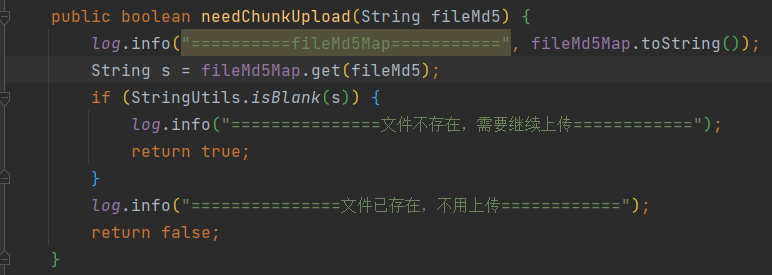 public boolean needChunkUpload(String fileMd5) {
    log.info("==========fileMd5Map===========", fileMd5Map.toString());
    String s = fileMd5Map.get(fileMd5);
    if (StringUtils.isBlank(s)) {
        log.info("===============文件不存在，需要继续上传============");
        return true;
    }
    log.info("===============文件已存在，不用上传============");
    return false;
}